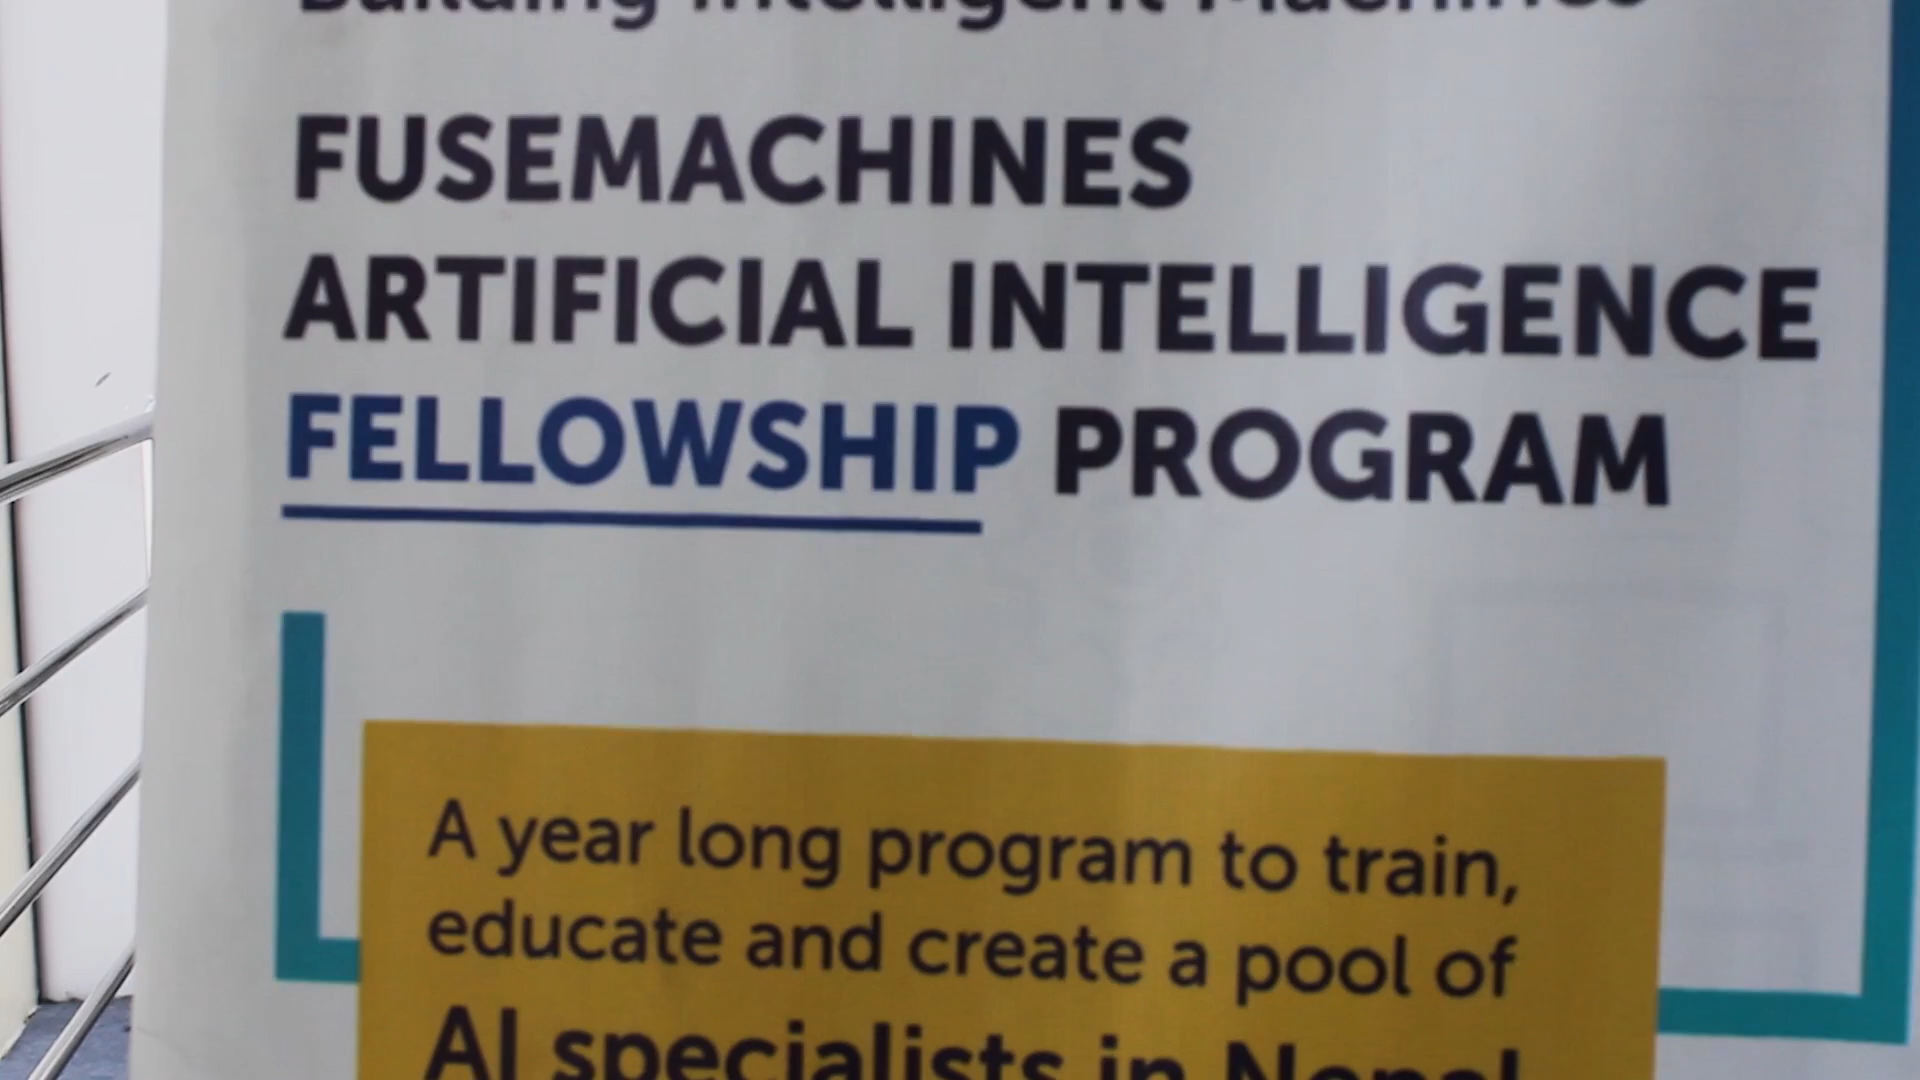 Building Intelligent Machines
FUSEMACHINES
ARTIFICIAL INTELLIGENCE
FELLOWSHIP PROGRAM
A year long program to train,
educate and create a pool of
AI specialists in Nepal